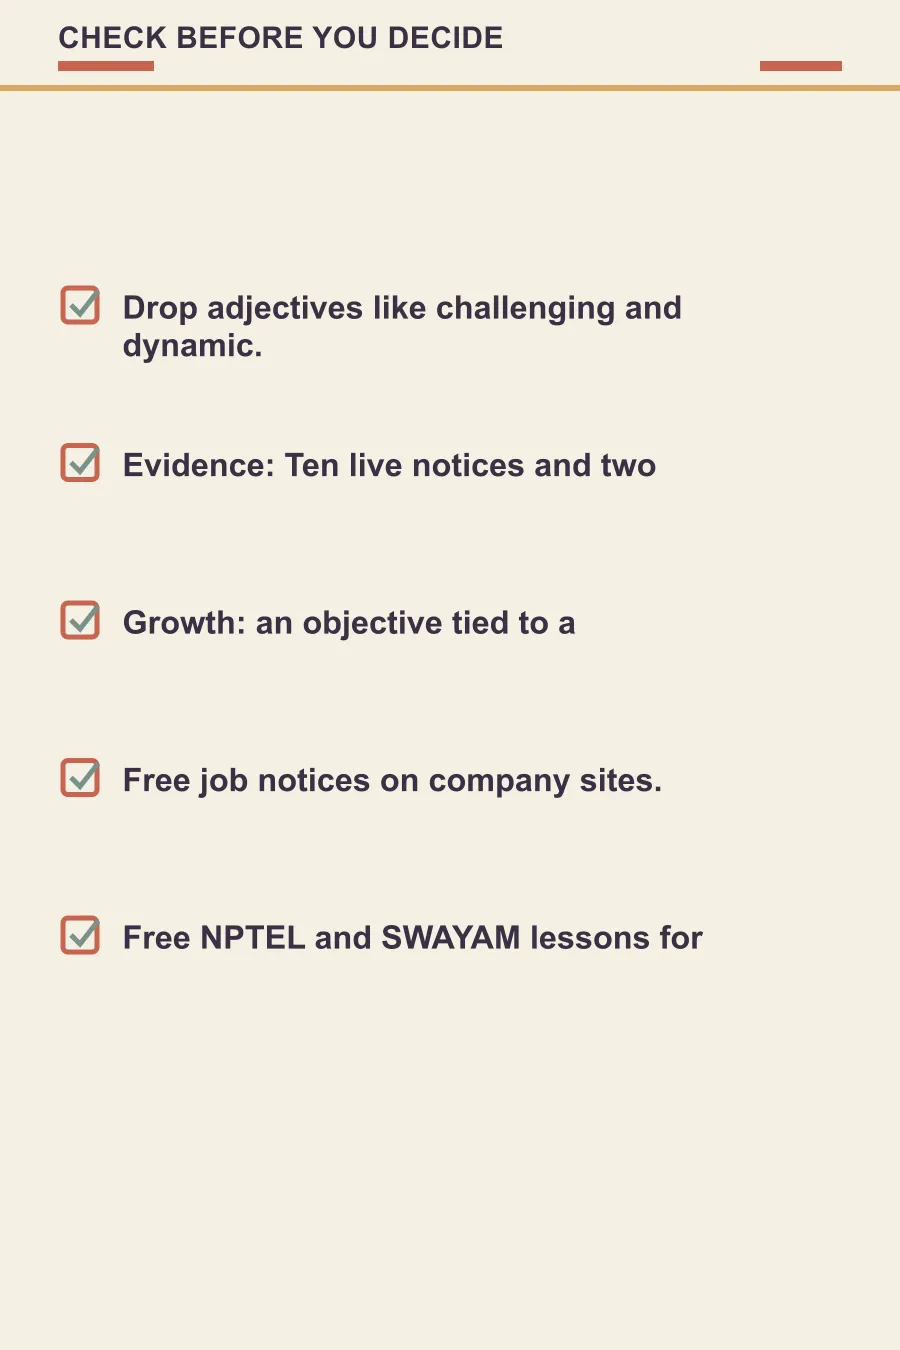 CHECK BEFORE YOU DECIDE
Drop adjectives like challenging and
dynamic.
Evidence: Ten live notices and two
Growth: an objective tied to a
Free job notices on company sites.
Free NPTEL and SWAYAM lessons for